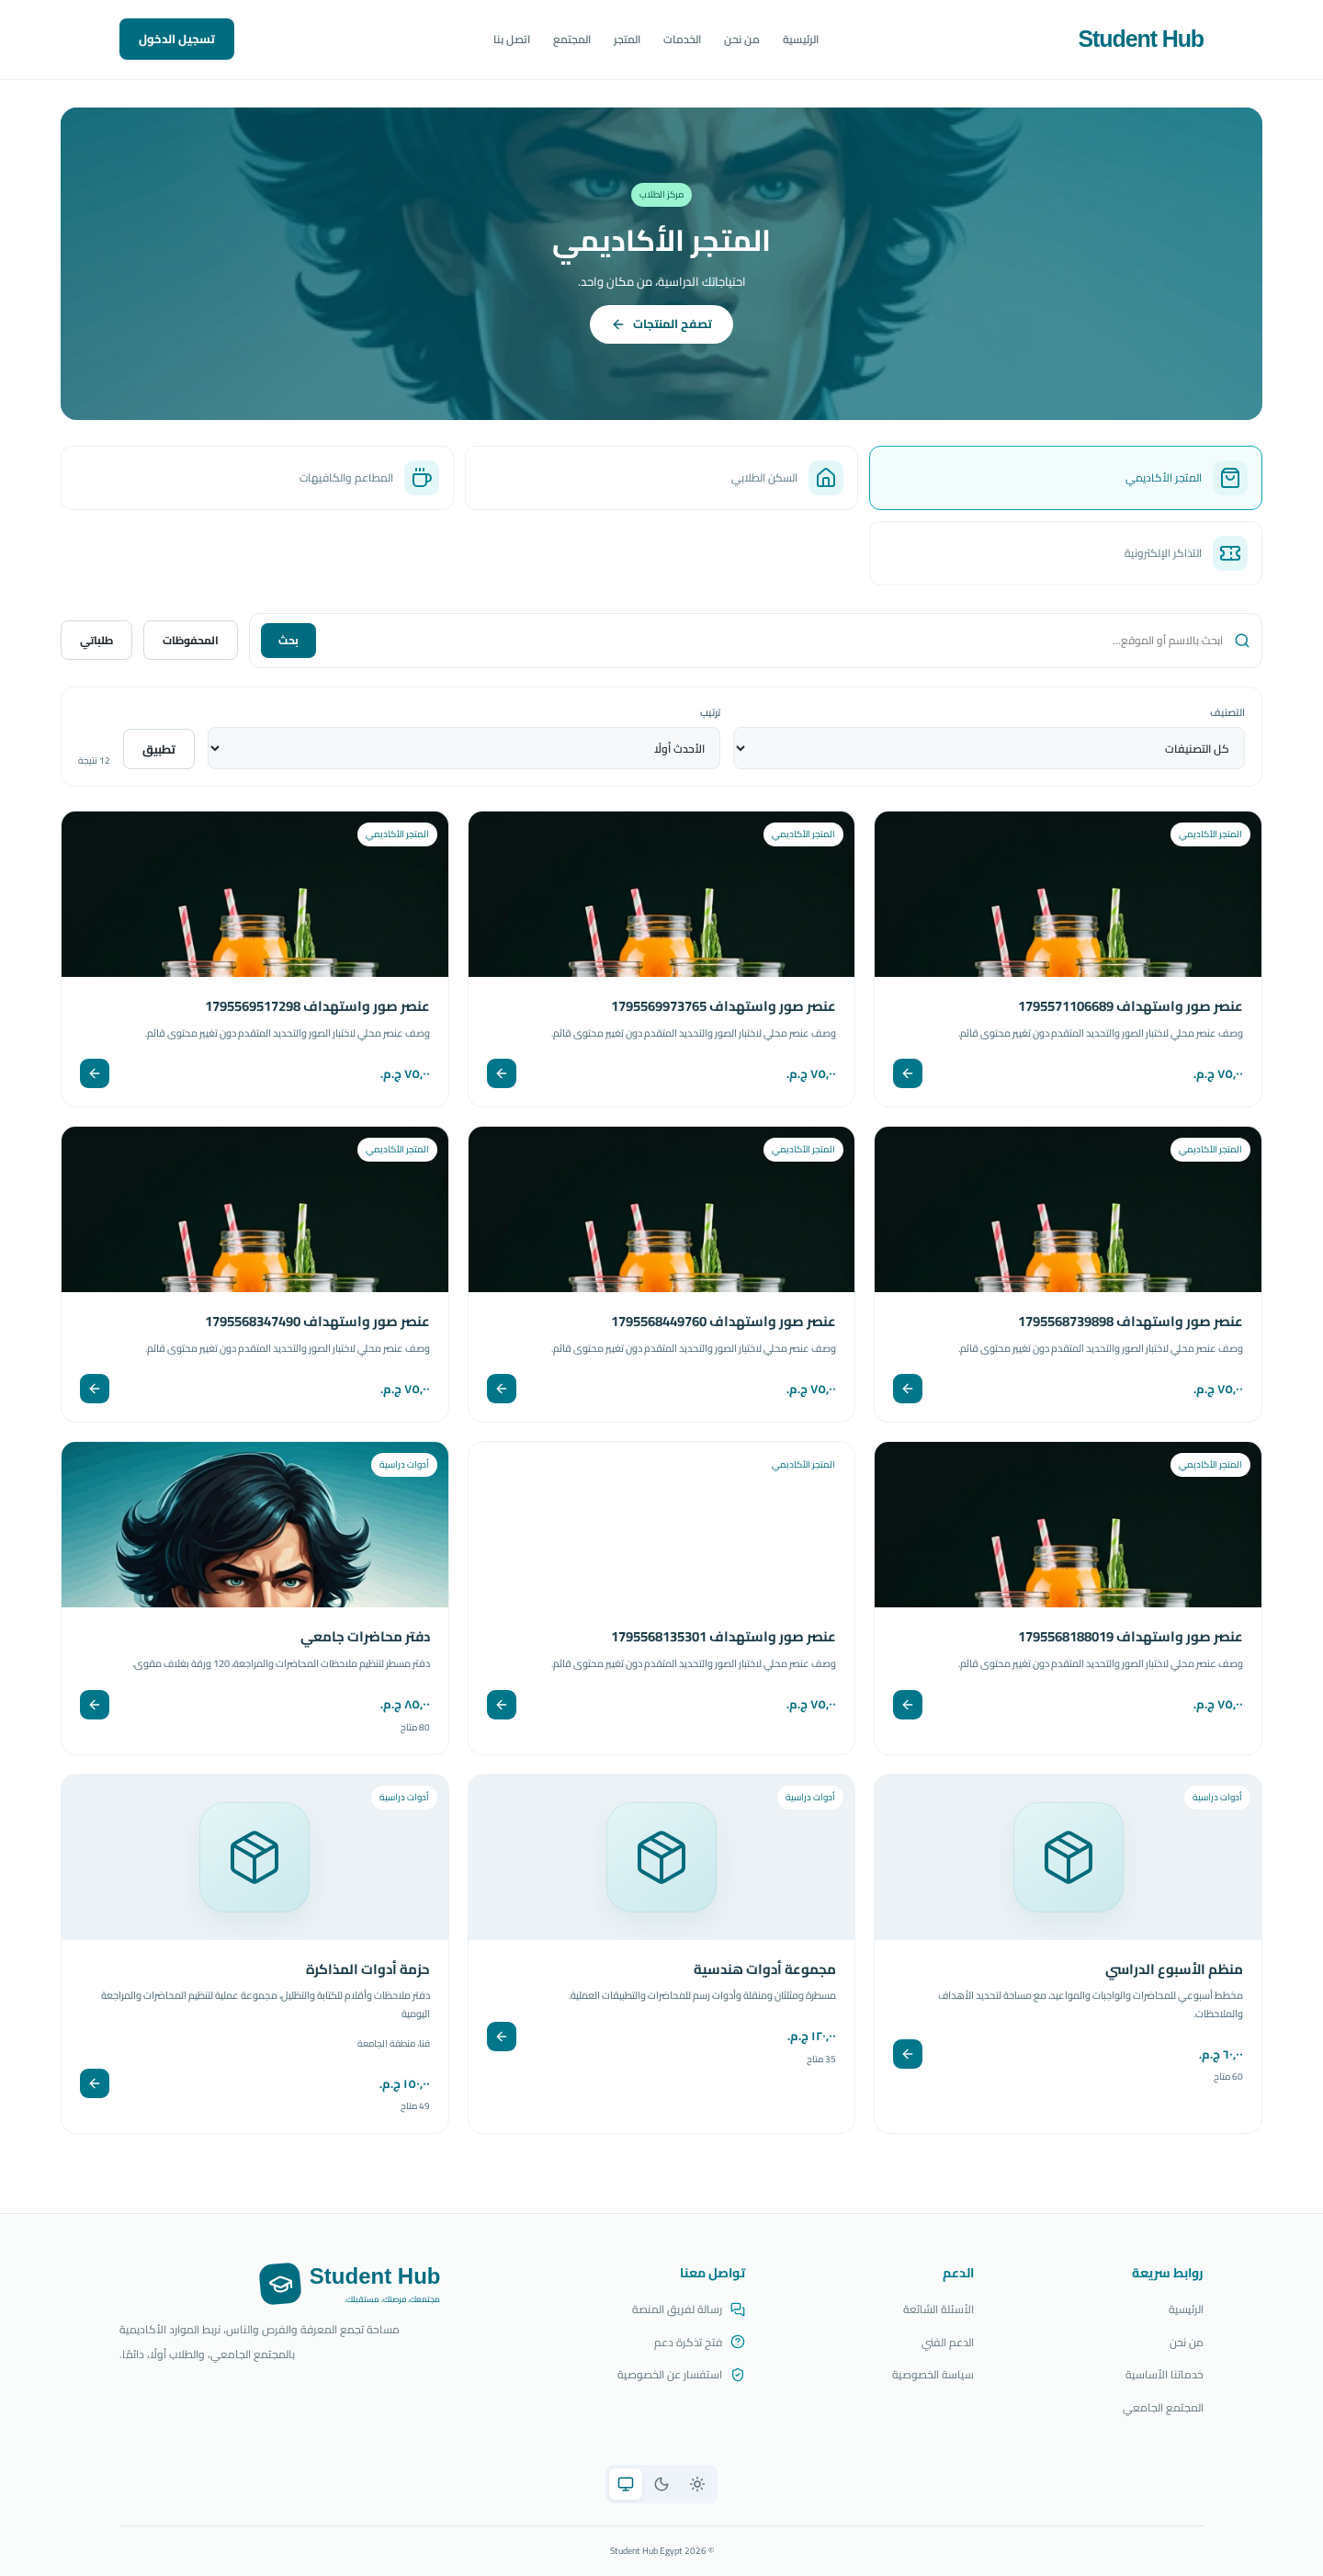 Student Hub
الرئيسية
من نحن
الخدمات
المتجر
المجتمع
اتصل بنا
تسجيل الدخول
مركز الطلاب
المتجر الأكاديمي
احتياجاتك الدراسية، من مكان واحد.
تصفح المنتجات
المتجر الأكاديمي
السكن الطلابي
المطاعم والكافيهات
التذاكر الإلكترونية
ابحث بالاسم أو الموقع...
بحث
المحفوظات
طلباتي
التصنيف
كل التصنيفات
ترتيب
الأحدث أولًا
تطبيق
12 نتيجة
المتجر الأكاديمي
عنصر صور واستهداف 1795571106689
وصف عنصر محلي لاختبار الصور والتحديد المتقدم دون تغيير محتوى قائم.
٧٥,٠٠ ج.م.
المتجر الأكاديمي
عنصر صور واستهداف 1795569973765
وصف عنصر محلي لاختبار الصور والتحديد المتقدم دون تغيير محتوى قائم.
٧٥,٠٠ ج.م.
المتجر الأكاديمي
عنصر صور واستهداف 1795569517298
وصف عنصر محلي لاختبار الصور والتحديد المتقدم دون تغيير محتوى قائم.
٧٥,٠٠ ج.م.
المتجر الأكاديمي
عنصر صور واستهداف 1795568739898
وصف عنصر محلي لاختبار الصور والتحديد المتقدم دون تغيير محتوى قائم.
٧٥,٠٠ ج.م.
المتجر الأكاديمي
عنصر صور واستهداف 1795568449760
وصف عنصر محلي لاختبار الصور والتحديد المتقدم دون تغيير محتوى قائم.
٧٥,٠٠ ج.م.
المتجر الأكاديمي
عنصر صور واستهداف 1795568347490
وصف عنصر محلي لاختبار الصور والتحديد المتقدم دون تغيير محتوى قائم.
٧٥,٠٠ ج.م.
المتجر الأكاديمي
عنصر صور واستهداف 1795568188019
وصف عنصر محلي لاختبار الصور والتحديد المتقدم دون تغيير محتوى قائم.
٧٥,٠٠ ج.م.
المتجر الأكاديمي
عنصر صور واستهداف 1795568135301
وصف عنصر محلي لاختبار الصور والتحديد المتقدم دون تغيير محتوى قائم.
٧٥,٠٠ ج.م.
أدوات دراسية
دفتر محاضرات جامعي
دفتر مسطر لتنظيم ملاحظات المحاضرات والمراجعة، 120 ورقة بغلاف مقوى.
٨٥,٠٠ ج.م.
80 متاح
أدوات دراسية
منظم الأسبوع الدراسي
مخطط أسبوعي للمحاضرات والواجبات والمواعيد، مع مساحة لتحديد الأهداف
والملاحظات.
٦٠,٠٠ ج.م.
60 متاح
أدوات دراسية
مجموعة أدوات هندسية
مسطرة ومثلثان ومنقلة وأدوات رسم للمحاضرات والتطبيقات العملية.
١٢٠,٠٠ ج.م.
35 متاح
أدوات دراسية
حزمة أدوات المذاكرة
دفتر ملاحظات وأقلام للكتابة والتظليل، مجموعة عملية لتنظيم المحاضرات والمراجعة
اليومية
قنا، منطقة الجامعة
١٥٠,٠٠ ج.م.
49 متاح
روابط سريعة
الرئيسية
من نحن
خدماتنا الأساسية
المجتمع الجامعي
الدعم
الأسئلة الشائعة
الدعم الفني
سياسة الخصوصية
تواصل معنا
رسالة لفريق المنصة
فتح تذكرة دعم
استفسار عن الخصوصية
Student Hub
مجتمعك، فرصتك، مستقبلك.
مساحة تجمع المعرفة والفرص والناس، نربط الموارد الأكاديمية
بالمجتمع الجامعي، والطلاب أولًا، دائمًا.
© 2026 Student Hub Egypt